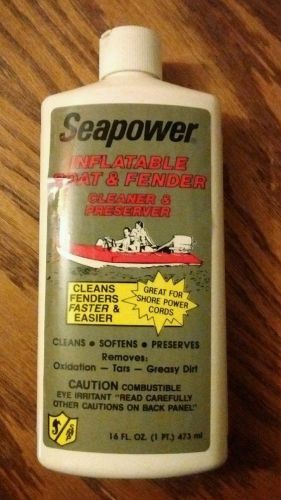 Seapower
INFLATABLE
BOAT & FENDER
CLEANER &
PRESERVER
CLEANS
FENDERS
FASTER &
EASIER
GREAT FOR
SHORE POWER
CORDS
CLEANS • SOFTENS • PRESERVES
Removes:
Oxidation — Tars — Greasy Dirt
CAUTION COMBUSTIBLE
EYE IRRITANT "READ CAREFULLY
OTHER CAUTIONS ON BACK PANEL"
16 FL. OZ. (1 PT.) 473 ml